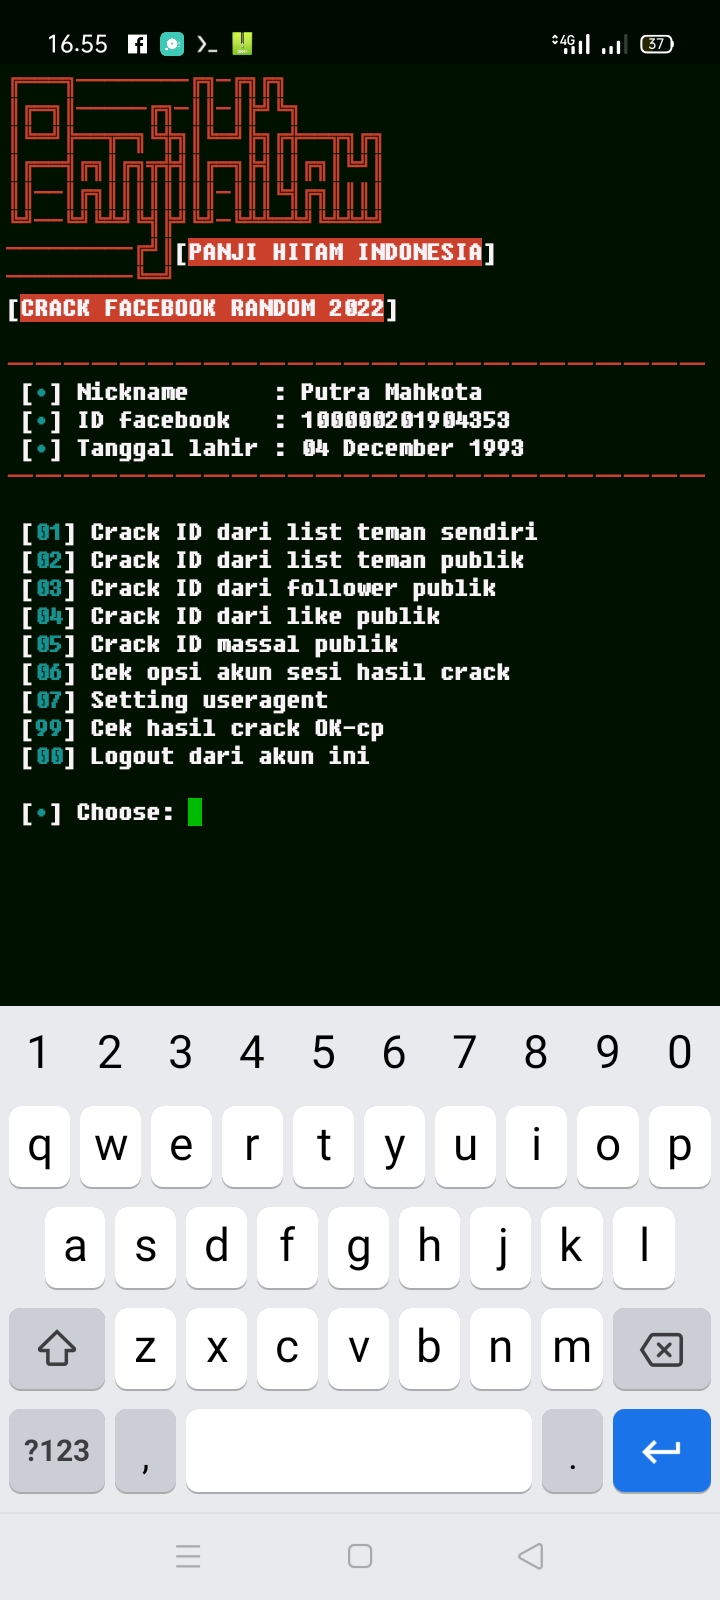 16.55 4G 37
[PANJI HITAM INDONESIA]
[CRACK FACEBOOK RANDOM 2022]
[•] Nickname : Putra Mahkota
[•] ID facebook : 100000201904353
[•] Tanggal lahir : 04 December 1993
[01] Crack ID dari list teman sendiri
[02] Crack ID dari list teman publik
[03] Crack ID dari follower publik
[04] Crack ID dari like publik
[05] Crack ID massal publik
[06] Cek opsi akun sesi hasil crack
[07] Setting useragent
[99] Cek hasil crack OK-cp
[00] Logout dari akun ini
[•] Choose:
1 2 3 4 5 6 7 8 9 0
q w e r t y u i o p
a s d f g h j k l
z x c v b n m
?123 , .